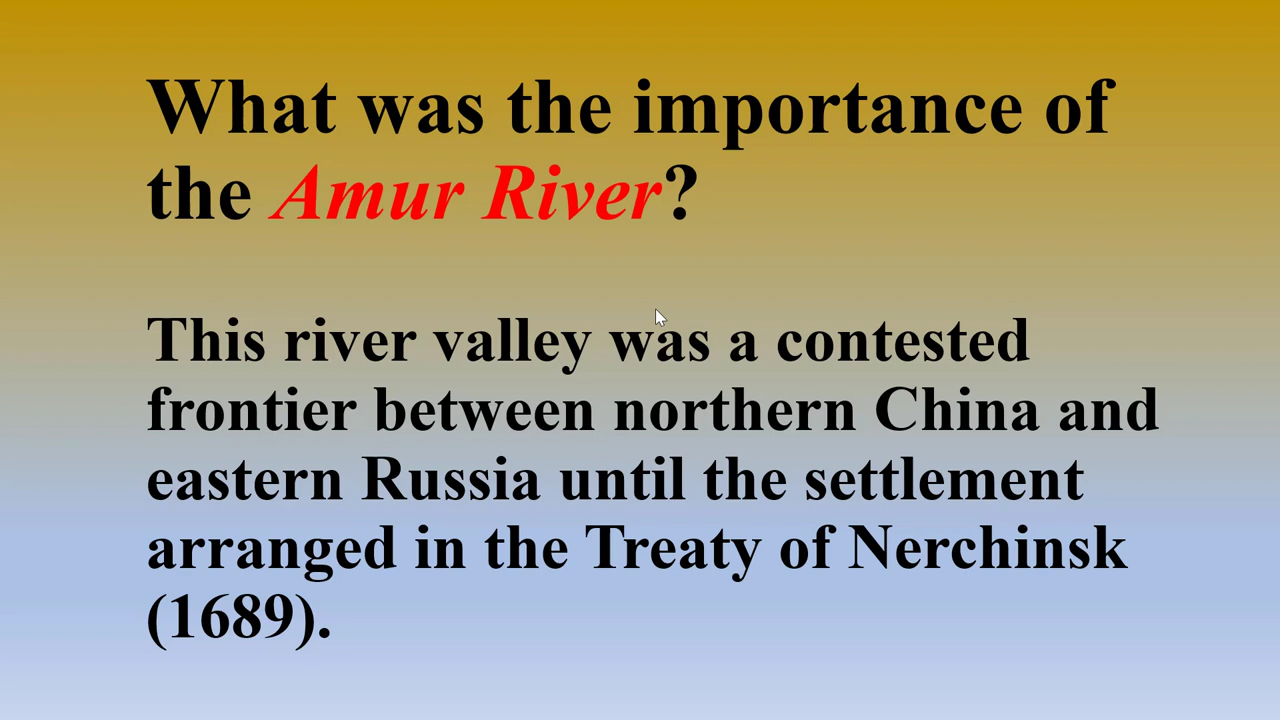 What was the importance of
the Amur River?
This river valley was a contested
frontier between northern China and
eastern Russia until the settlement
arranged in the Treaty of Nerchinsk
(1689).